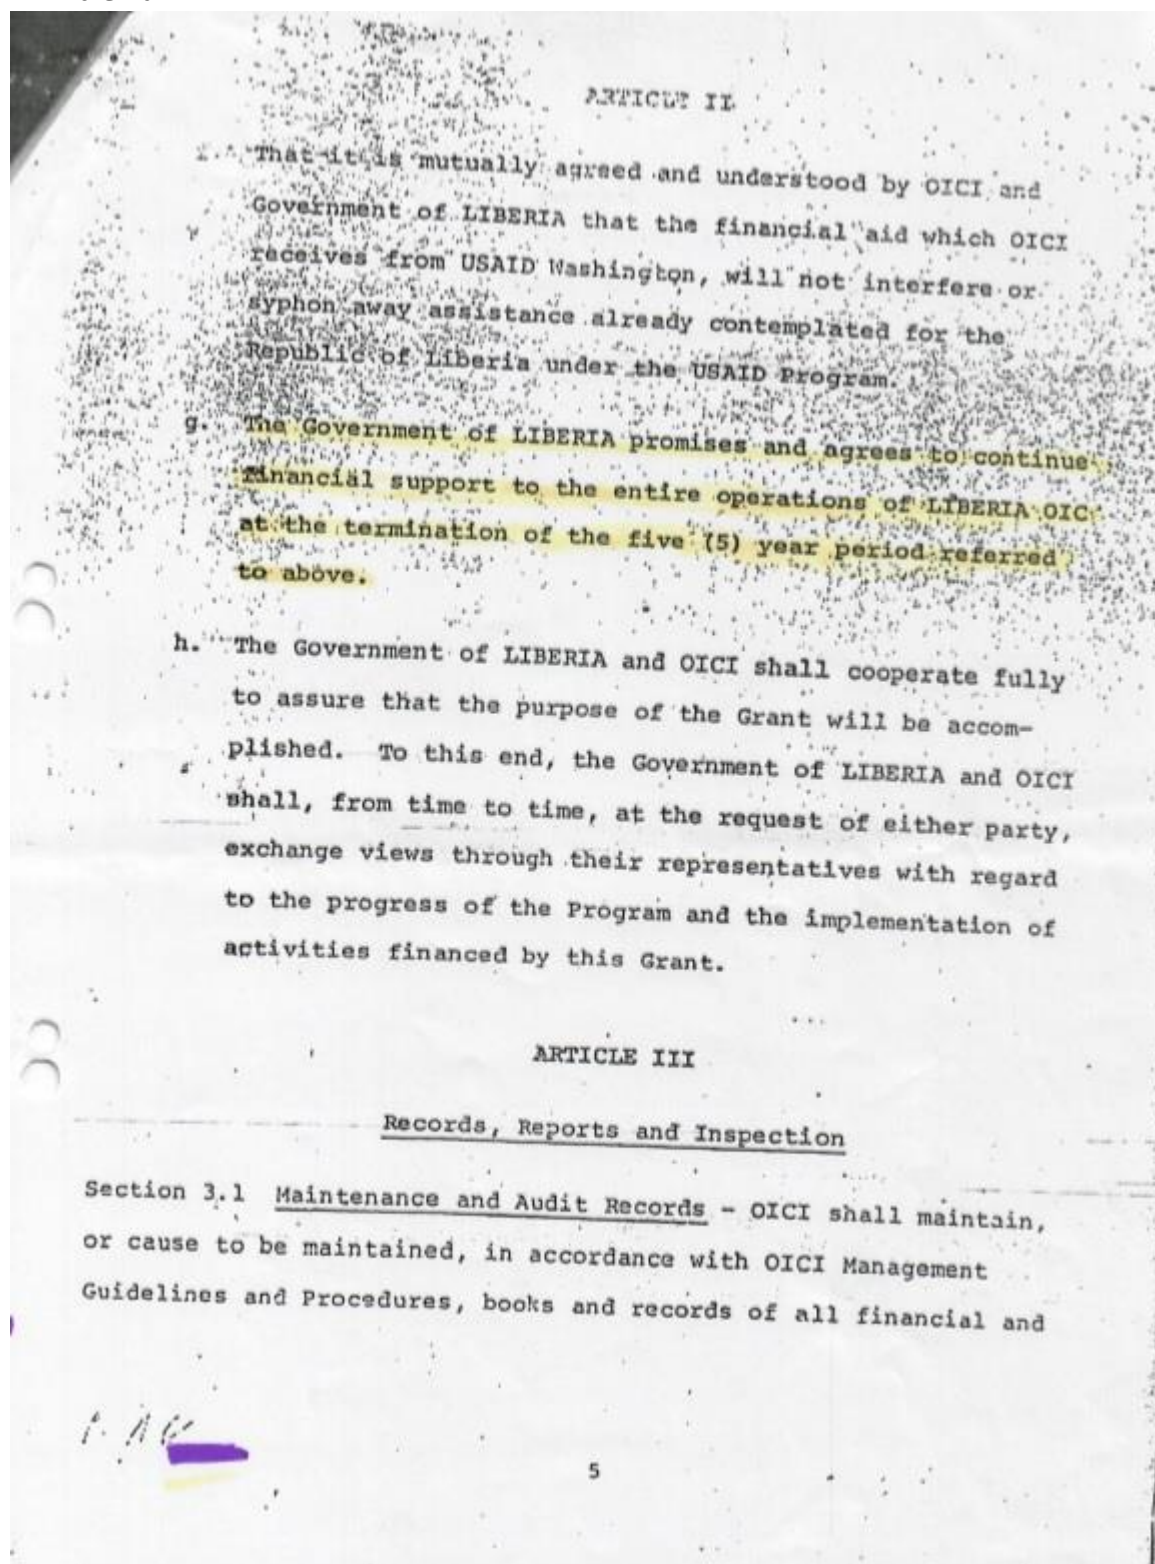 ARTICLE II
That it is mutually agreed and understood by OICI and
Government of LIBERIA that the financial aid which OICI
receives from USAID Washington, will not interfere or
syphon away assistance already contemplated for the
Republic of Liberia under the USAID Program.
g. The Government of LIBERIA promises and agrees to continue
financial support to the entire operations of LIBERIA OIC
at the termination of the five (5) year period referred
to above.
h. The Government of LIBERIA and OICI shall cooperate fully
to assure that the purpose of the Grant will be accom-
plished. To this end, the Government of LIBERIA and OICI
shall, from time to time, at the request of either party,
exchange views through their representatives with regard
to the progress of the Program and the implementation of
activities financed by this Grant.
ARTICLE III
Records, Reports and Inspection
Section 3.1 Maintenance and Audit Records - OICI shall maintain,
or cause to be maintained, in accordance with OICI Management
Guidelines and Procedures, books and records of all financial and
5